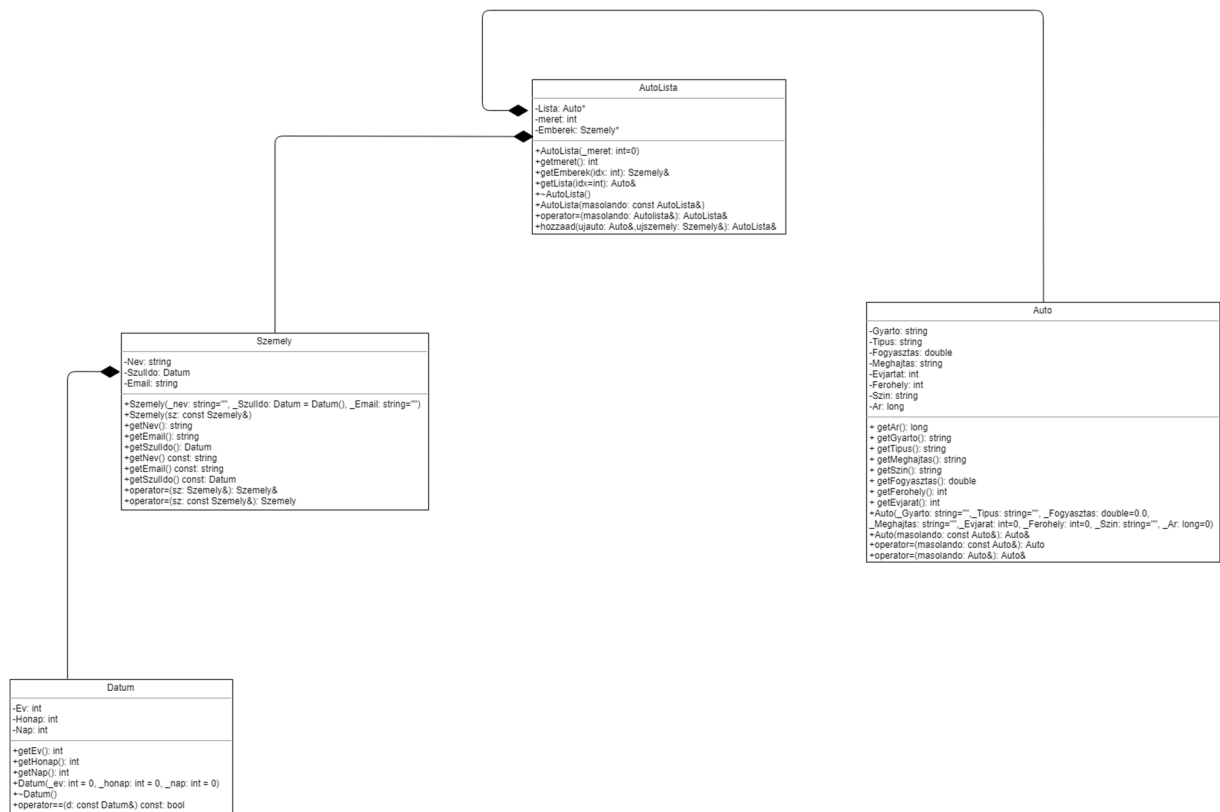 AutoLista
-Lista: Auto*
-meret: int
-Emberek: Szemely*
+AutoLista(_meret: int=0)
+getmeret(): int
+getEmberek(idx: int): Szemely&
+getLista(idx=int): Auto&
+~AutoLista()
+AutoLista(masolando: const AutoLista&)
+operator=(masolando: Autolista&): AutoLista&
+hozzaad(ujauto: Auto&,ujszemely: Szemely&): AutoLista&
Szemely
-Nev: string
-SzulIdo: Datum
-Email: string
+Szemely(_nev: string="", _SzulIdo: Datum = Datum(), _Email: string="")
+Szemely(sz: const Szemely&)
+getNev(): string
+getEmail(): string
+getSzulIdo(): Datum
+getNev() const: string
+getEmail() const: string
+getSzulIdo() const: Datum
+operator=(sz: Szemely&): Szemely&
+operator=(sz: const Szemely&): Szemely
Auto
-Gyarto: string
-Tipus: string
-Fogyasztas: double
-Meghajtas: string
-Evjartat: int
-Ferohely: int
-Szin: string
-Ar: long
+ getAr(): long
+ getGyarto(): string
+ getTipus(): string
+ getMeghajtas(): string
+ getSzin(): string
+ getFogyasztas(): double
+ getFerohely(): int
+ getEvjarat(): int
+Auto(_Gyarto: string="",_Tipus: string="", _Fogyasztas: double=0.0,
_Meghajtas: string="",_Evjarat: int=0, _Ferohely: int=0, _Szin: string="", _Ar: long=0)
+Auto(masolando: const Auto&): Auto&
+operator=(masolando: const Auto&): Auto
+operator=(masolando: Auto&): Auto&
Datum
-Ev: int
-Honap: int
-Nap: int
+getEv(): int
+getHonap(): int
+getNap(): int
+Datum(_ev: int = 0, _honap: int = 0, _nap: int = 0)
+~Datum()
+operator==(d: const Datum&) const: bool